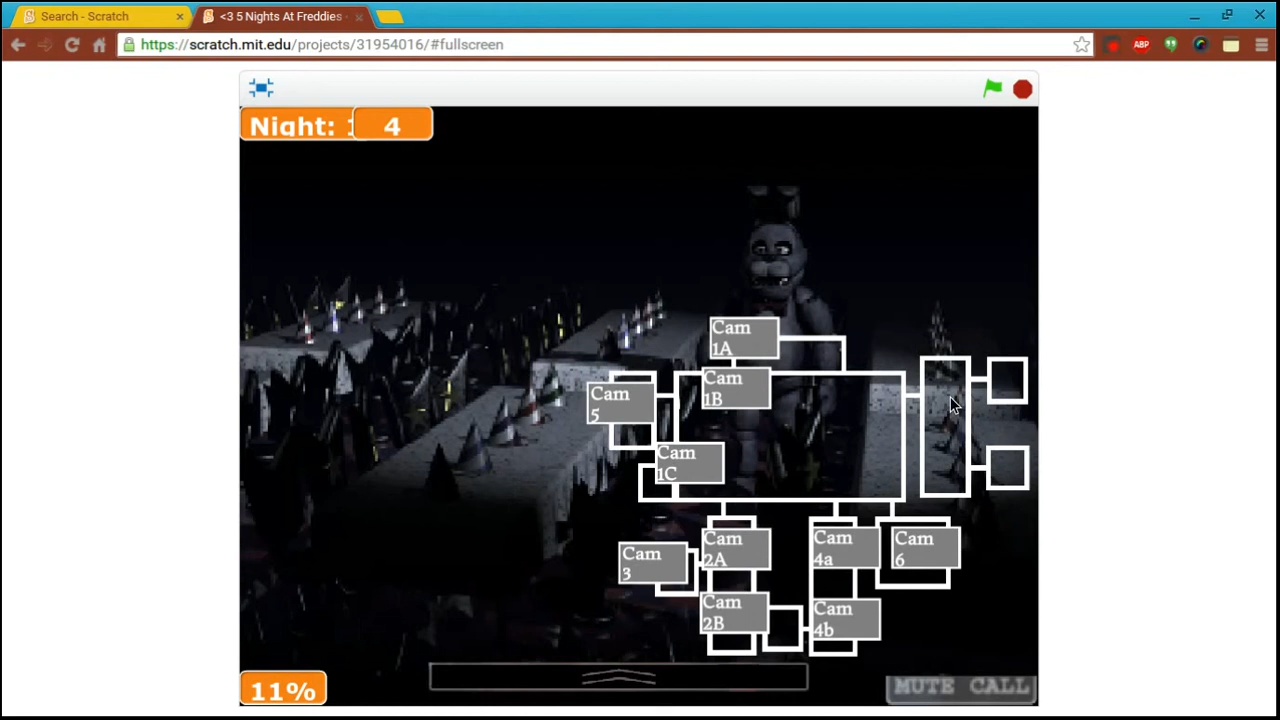 Search - Scratch
<3 5 Nights At Freddies
https://scratch.mit.edu/projects/31954016/#fullscreen
ABP
Night: 1
4
Cam
1A
Cam
1B
Cam
5
Cam
1C
Cam
2A
Cam
3
Cam
2B
Cam
4a
Cam
6
Cam
4b
11%
MUTE CALL